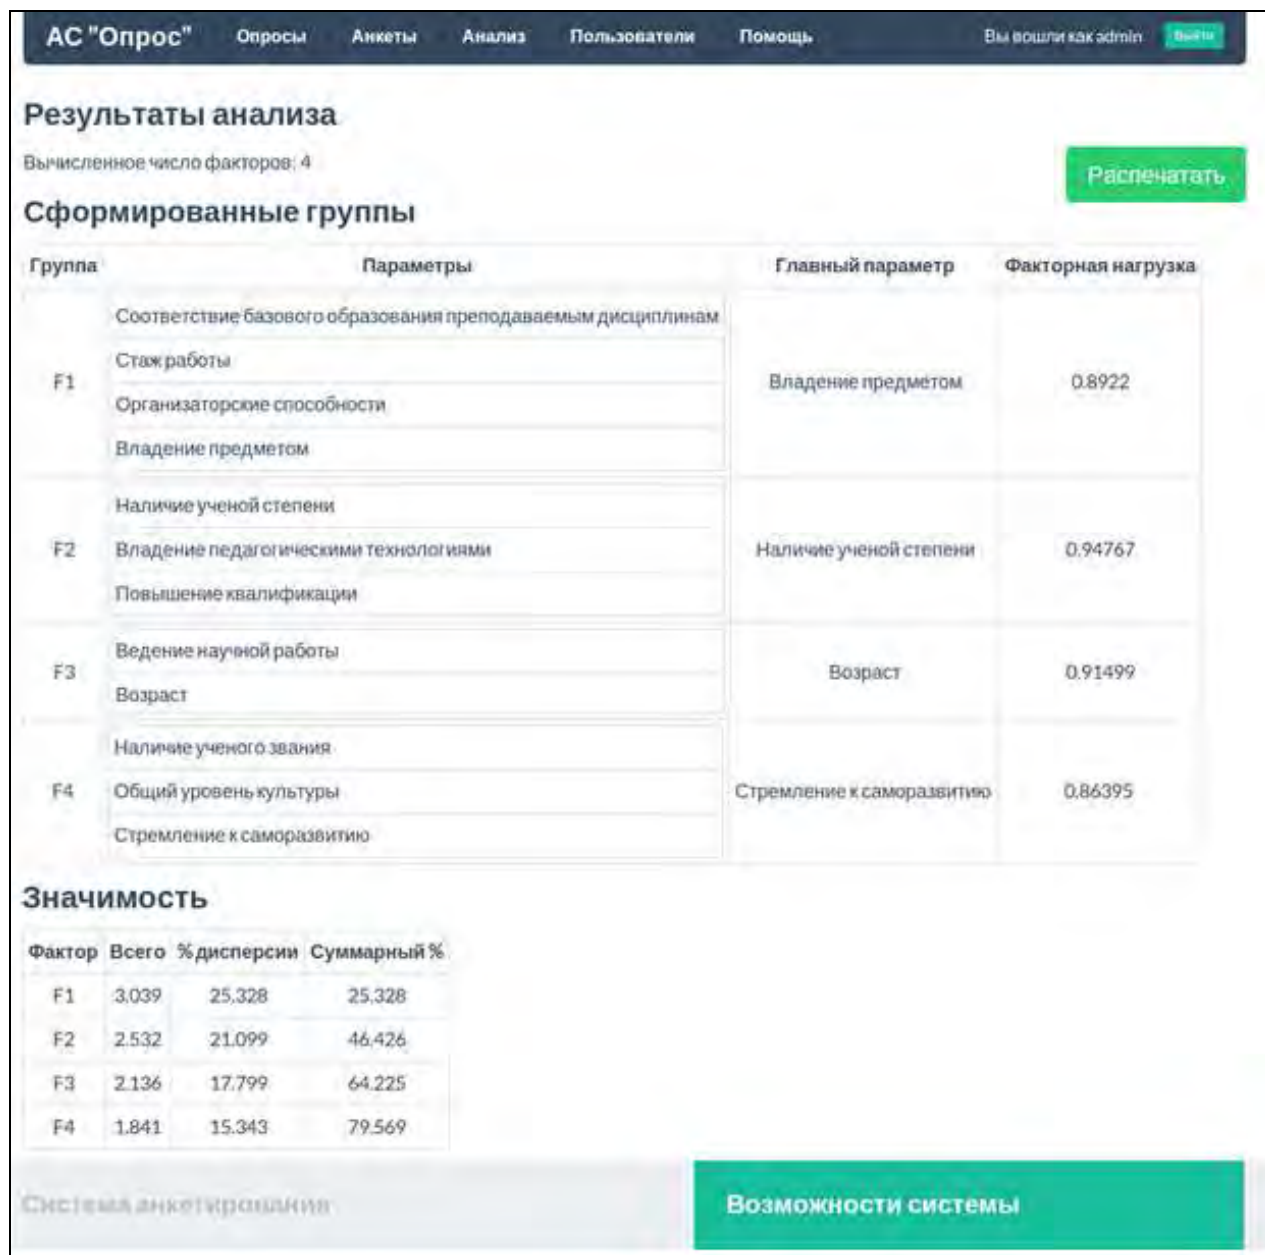 АС "Опрос" Опросы Анкеты Анализ Пользователи Помощь Вы вошли как admin Выйти
Результаты анализа
Вычисленное число факторов: 4
Распечатать
Сформированные группы
Группа Параметры Главный параметр Факторная нагрузка
Соответствие базового образования преподаваемым дисциплинам
Стаж работы
F1 Владение предметом 0.8922
Организаторские способности
Владение предметом
Наличие ученой степени
F2 Владение педагогическими технологиями Наличие ученой степени 0.94767
Повышение квалификации
Ведение научной работы
F3 Возраст 0.91499
Возраст
Наличие ученого звания
F4 Общий уровень культуры Стремление к саморазвитию 0.86395
Стремление к саморазвитию
Значимость
Фактор Всего % дисперсии Суммарный %
F1 3.039 25.328 25.328
F2 2.532 21.099 46.426
F3 2.136 17.799 64.225
F4 1.841 15.343 79.569
Система анкетирования Возможности системы